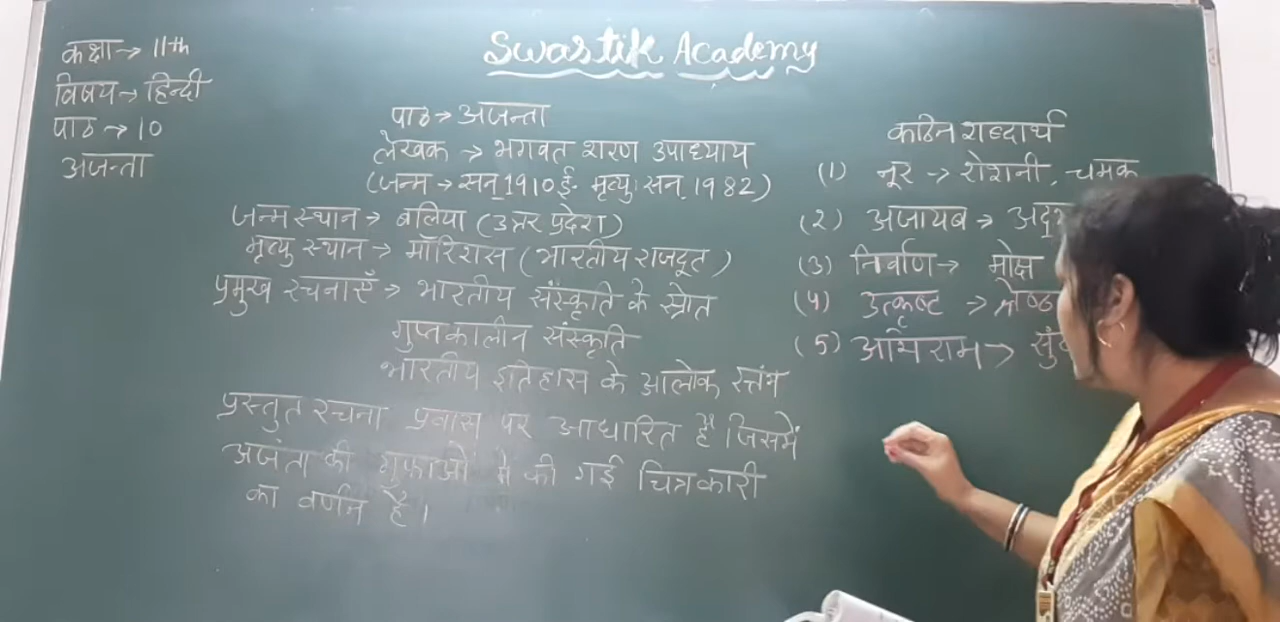 Swastik Academy
कक्षा → 11th
विषय → हिन्दी
पाठ → 10
अजन्ता
पाठ → अजन्ता
लेखक → भगवत शरण उपाध्याय
(जन्म → सन् 1910 ई. मृत्यु: सन् 1982)
जन्म स्थान → बलिया (उत्तर प्रदेश)
मृत्यु स्थान → मॉरिशस (भारतीय राजदूत)
प्रमुख रचनाएँ → भारतीय संस्कृति के स्रोत
गुप्तकालीन संस्कृति
भारतीय इतिहास के आलोक स्तंभ
प्रस्तुत रचना प्रवास पर आधारित है। जिसमें
अजंता की गुफाओं में की गई चित्रकारी
का वर्णन है।
कठिन शब्दार्थ
(1) नूर → रोशनी, चमक
(2) अजायब →
(3) निर्वाण → मोक्ष
(4) उत्कृष्ट → श्रेष्ठ
(5) अभिराम →